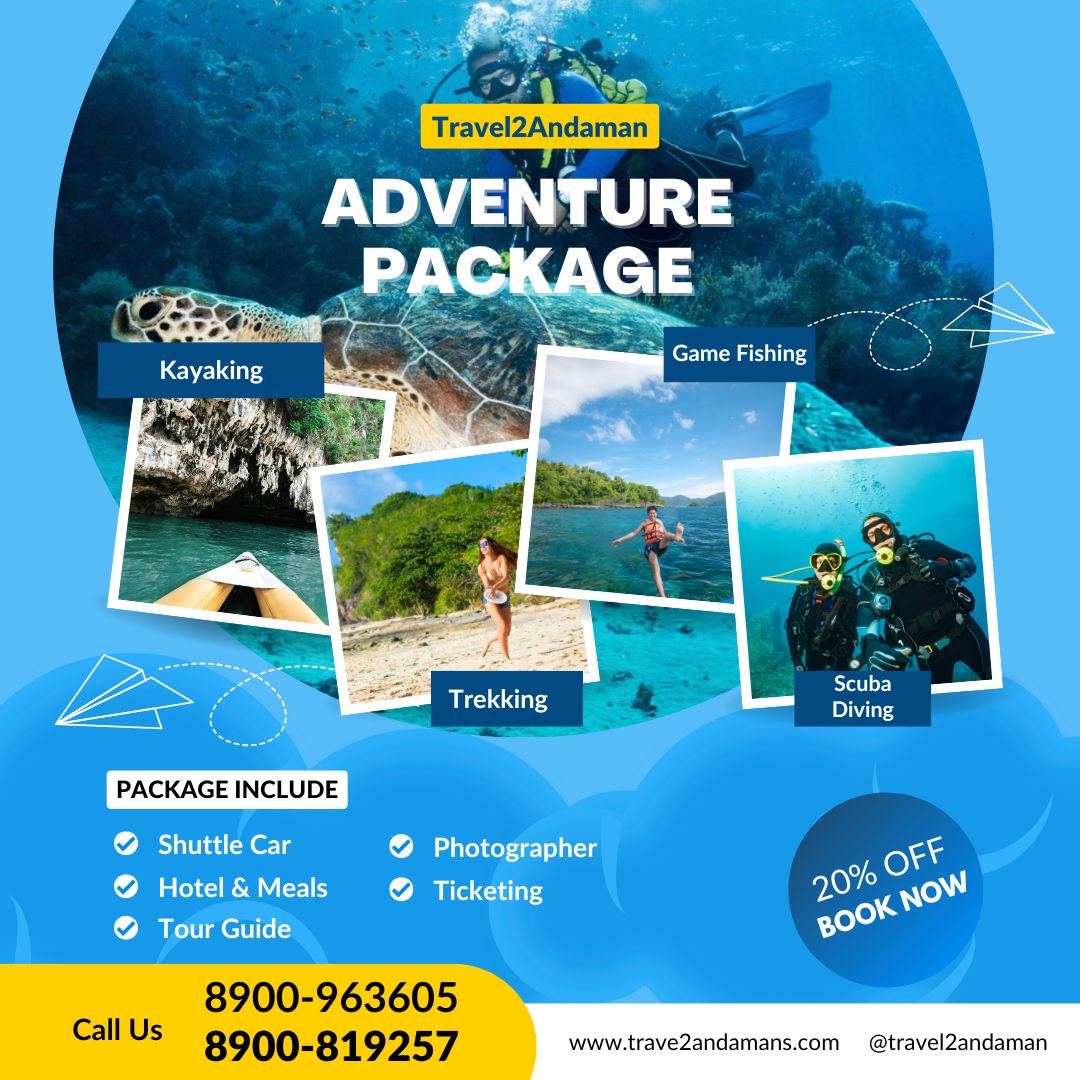 Travel2Andaman
ADVENTURE
PACKAGE
Kayaking
Game Fishing
Trekking
Scuba
Diving
PACKAGE INCLUDE
Shuttle Car
Hotel & Meals
Tour Guide
Photographer
Ticketing
20% OFF
BOOK NOW
Call Us
8900-963605
8900-819257
www.trave2andamans.com
@travel2andaman